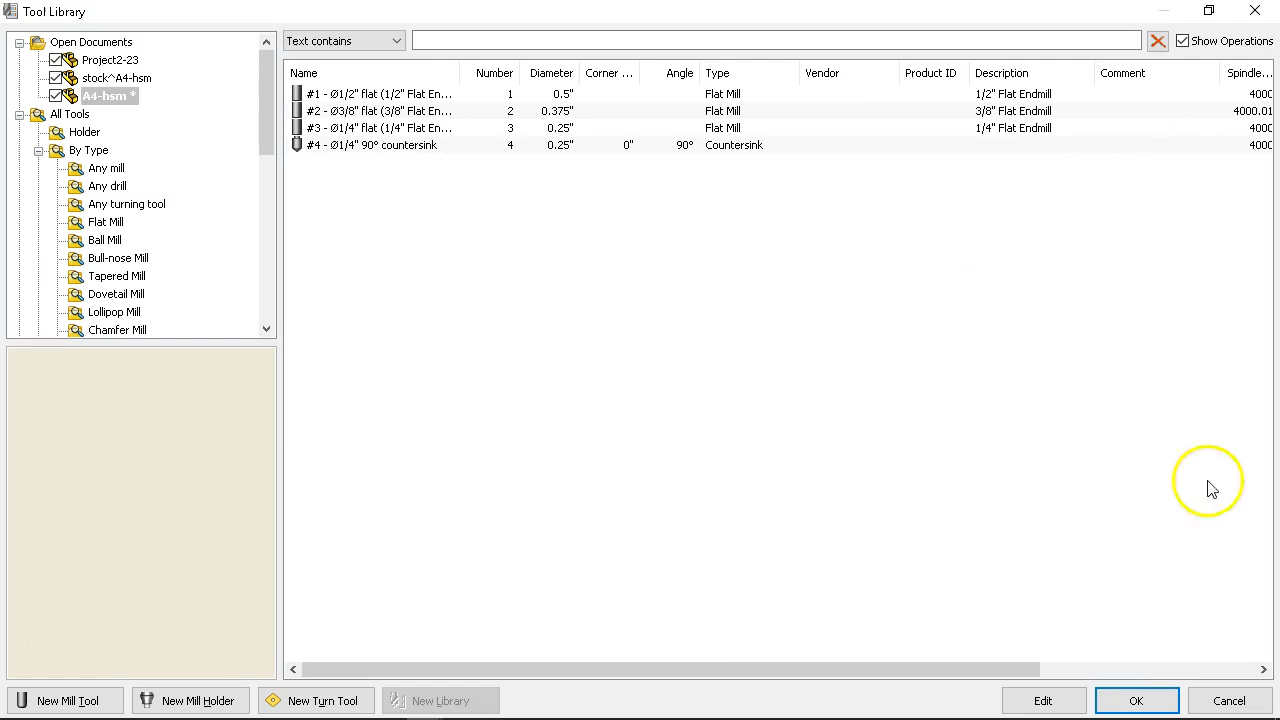 Tool Library
Open Documents
Project2-23
stock^A4-hsm
A4-hsm *
All Tools
Holder
By Type
Any mill
Any drill
Any turning tool
Flat Mill
Ball Mill
Bull-nose Mill
Tapered Mill
Dovetail Mill
Lollipop Mill
Chamfer Mill
Text contains
Show Operations
Name Number Diameter Corner ... Angle Type Vendor Product ID Description Comment Spindle...
#1 - Ø1/2" flat (1/2" Flat En... 1 0.5" Flat Mill 1/2" Flat Endmill 4000
#2 - Ø3/8" flat (3/8" Flat En... 2 0.375" Flat Mill 3/8" Flat Endmill 4000.01
#3 - Ø1/4" flat (1/4" Flat En... 3 0.25" Flat Mill 1/4" Flat Endmill 4000
#4 - Ø1/4" 90° countersink 4 0.25" 0" 90° Countersink 4000
New Mill Tool
New Mill Holder
New Turn Tool
New Library
Edit
OK
Cancel